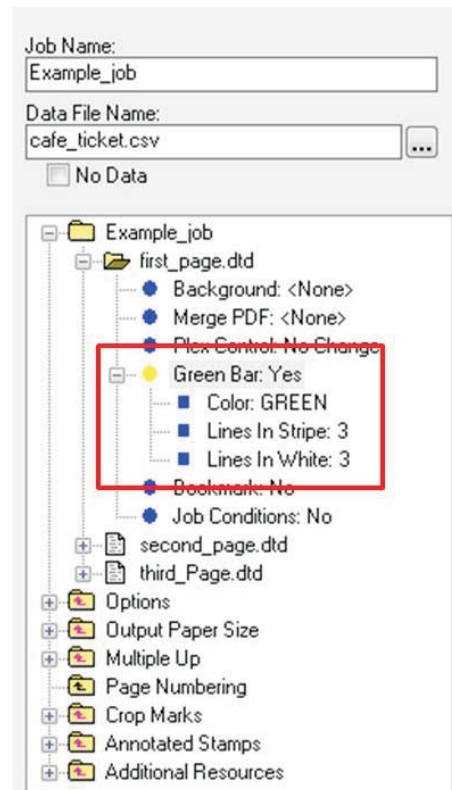 Job Name:
Example_job
Data File Name:
cafe_ticket.csv
...
No Data
Example_job
first_page.dtd
Background: <None>
Merge PDF: <None>
Plex Control: No Change
Green Bar: Yes
Color: GREEN
Lines In Stripe: 3
Lines In White: 3
Bookmark: No
Job Conditions: No
second_page.dtd
third_Page.dtd
Options
Output Paper Size
Multiple Up
Page Numbering
Crop Marks
Annotated Stamps
Additional Resources